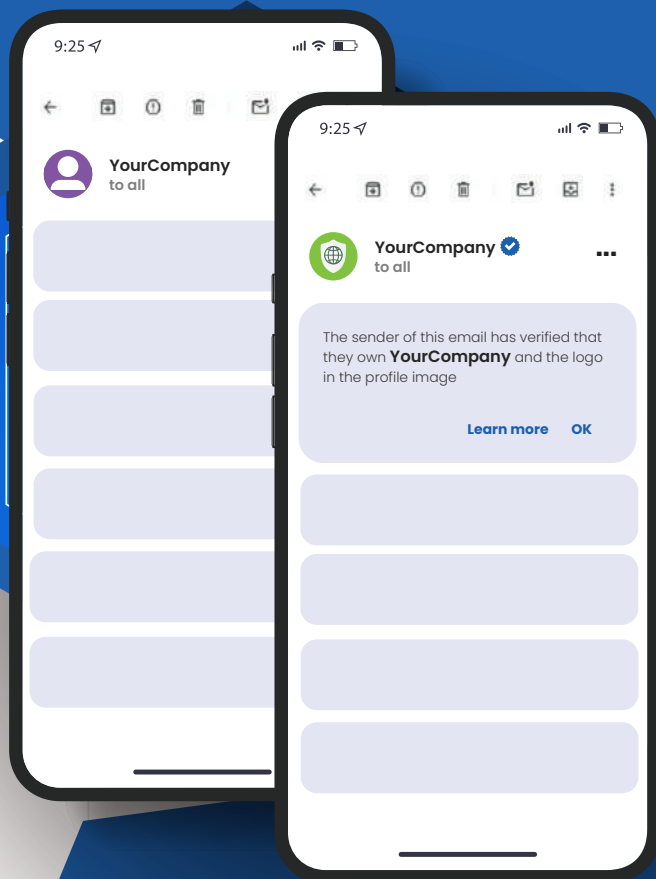 9:25
YourCompany
to all
9:25
YourCompany
to all
The sender of this email has verified that
they own YourCompany and the logo
in the profile image
Learn more OK